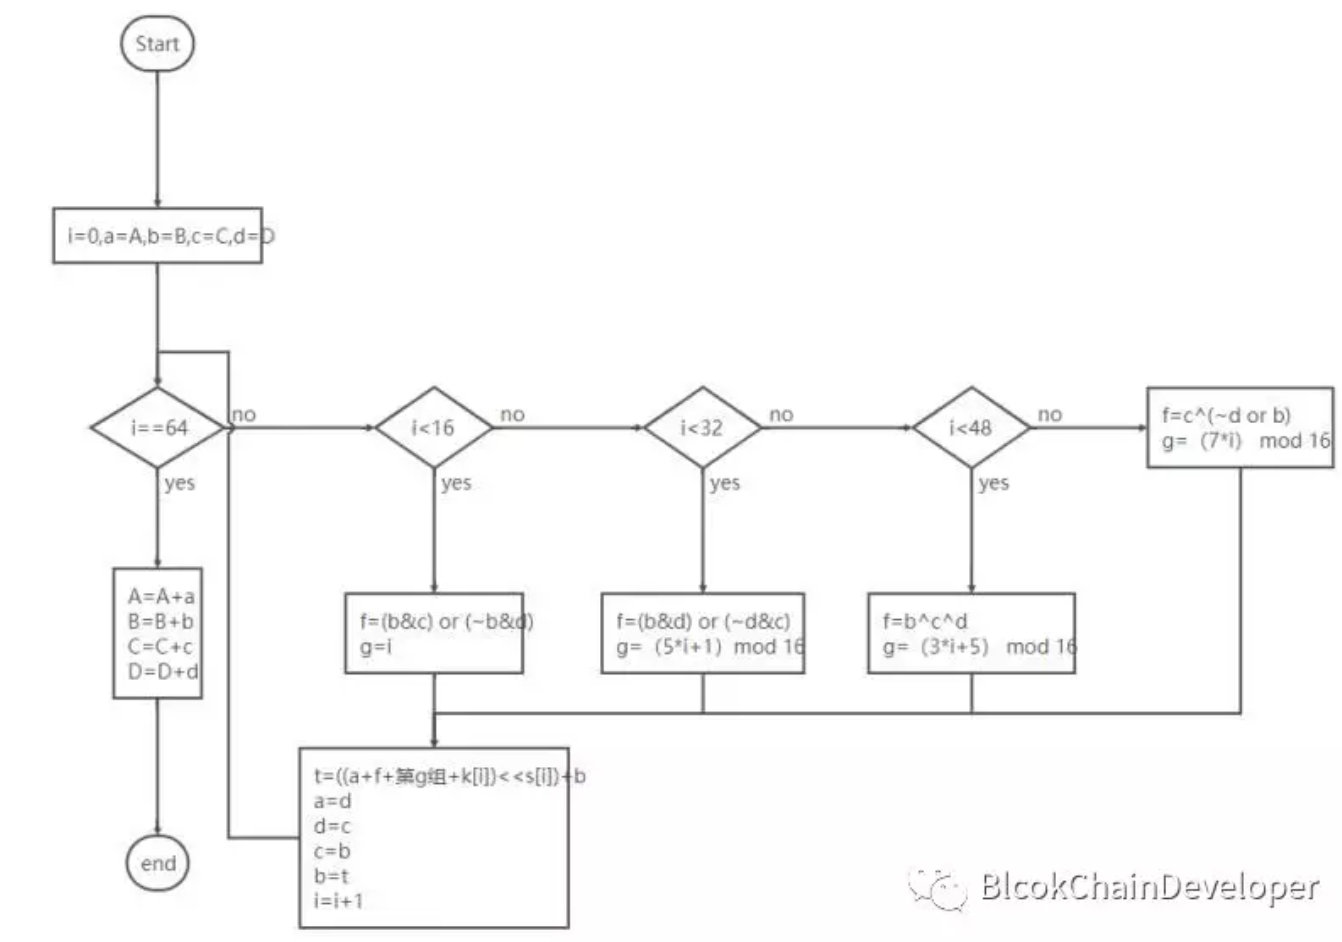 Start
i=0,a=A,b=B,c=C,d=D
i==64
no
i<16
no
i<32
no
i<48
no
f=c^(~d or b)
g= (7*i) mod 16
yes
yes
yes
yes
A=A+a
B=B+b
C=C+c
D=D+d
f=(b&c) or (~b&d)
g=i
f=(b&d) or (~d&c)
g= (5*i+1) mod 16
f=b^c^d
g= (3*i+5) mod 16
t=((a+f+第g组+k[i])<<s[i])+b
a=d
d=c
c=b
b=t
i=i+1
end
BlcokChainDeveloper